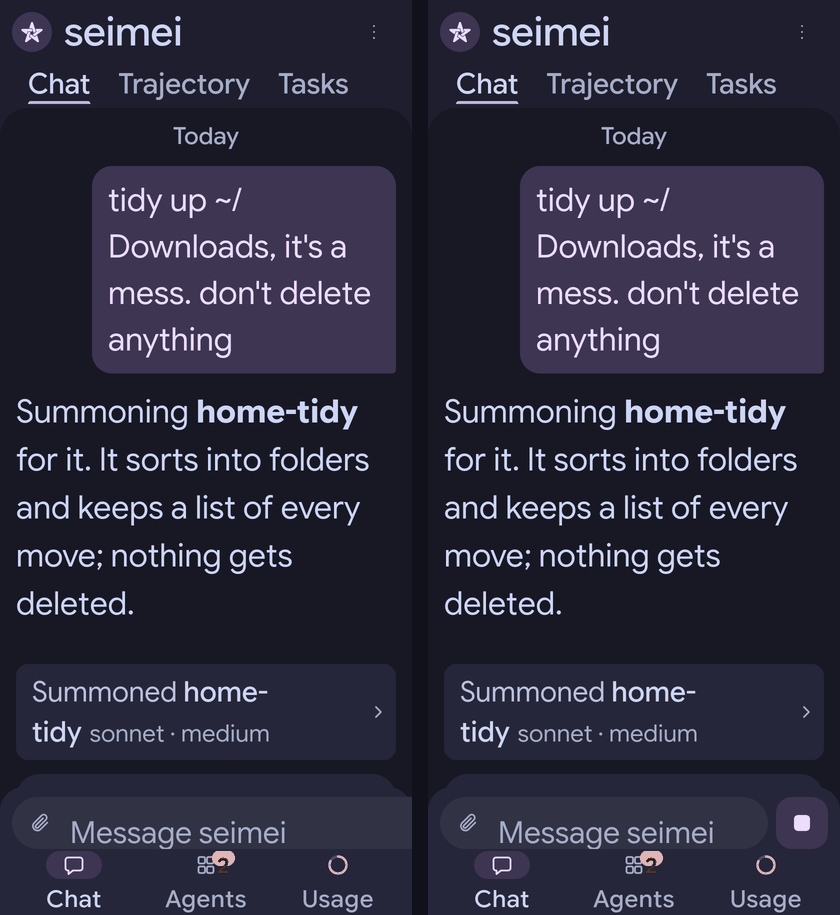 seimei
Chat Trajectory Tasks
Today
tidy up ~/
Downloads, it's a
mess. don't delete
anything
Summoning home-tidy
for it. It sorts into folders
and keeps a list of every
move; nothing gets
deleted.
Summoned home-
tidy sonnet · medium
Message seimei
2
Chat Agents Usage
seimei
Chat Trajectory Tasks
Today
tidy up ~/
Downloads, it's a
mess. don't delete
anything
Summoning home-tidy
for it. It sorts into folders
and keeps a list of every
move; nothing gets
deleted.
Summoned home-
tidy sonnet · medium
Message seimei
2
Chat Agents Usage